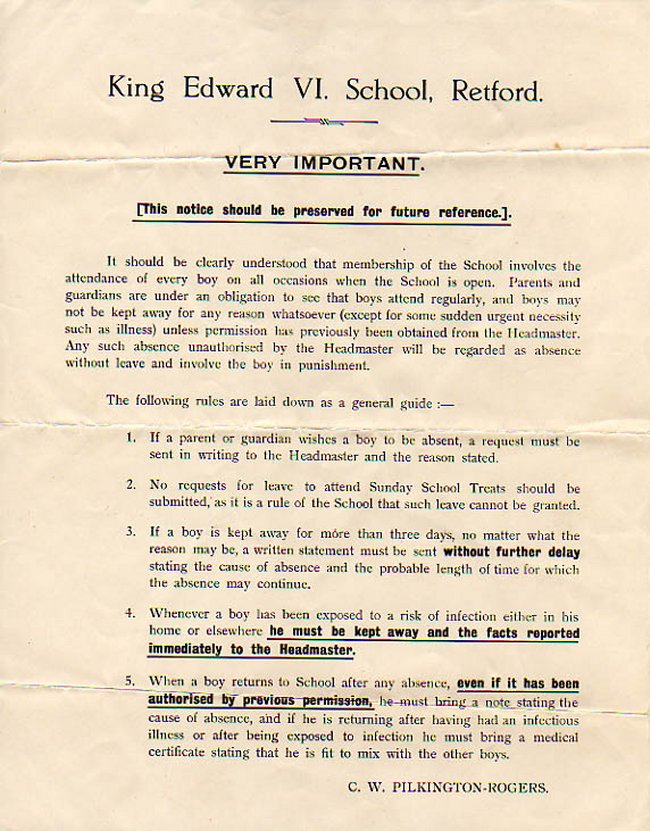 King Edward VI. School, Retford.
VERY IMPORTANT.
[This notice should be preserved for future reference.].
It should be clearly understood that membership of the School involves the
attendance of every boy on all occasions when the School is open. Parents and
guardians are under an obligation to see that boys attend regularly, and boys may
not be kept away for any reason whatsoever (except for some sudden urgent necessity
such as illness) unless permission has previously been obtained from the Headmaster.
Any such absence unauthorised by the Headmaster will be regarded as absence
without leave and involve the boy in punishment.
The following rules are laid down as a general guide :—
1. If a parent or guardian wishes a boy to be absent, a request must be
sent in writing to the Headmaster and the reason stated.
2. No requests for leave to attend Sunday School Treats should be
submitted, as it is a rule of the School that such leave cannot be granted.
3. If a boy is kept away for more than three days, no matter what the
reason may be, a written statement must be sent without further delay
stating the cause of absence and the probable length of time for which
the absence may continue.
4. Whenever a boy has been exposed to a risk of infection either in his
home or elsewhere he must be kept away and the facts reported
immediately to the Headmaster.
5. When a boy returns to School after any absence, even if it has been
authorised by previous permission, he must bring a note stating the
cause of absence, and if he is returning after having had an infectious
illness or after being exposed to infection he must bring a medical
certificate stating that he is fit to mix with the other boys.
C. W. PILKINGTON-ROGERS.